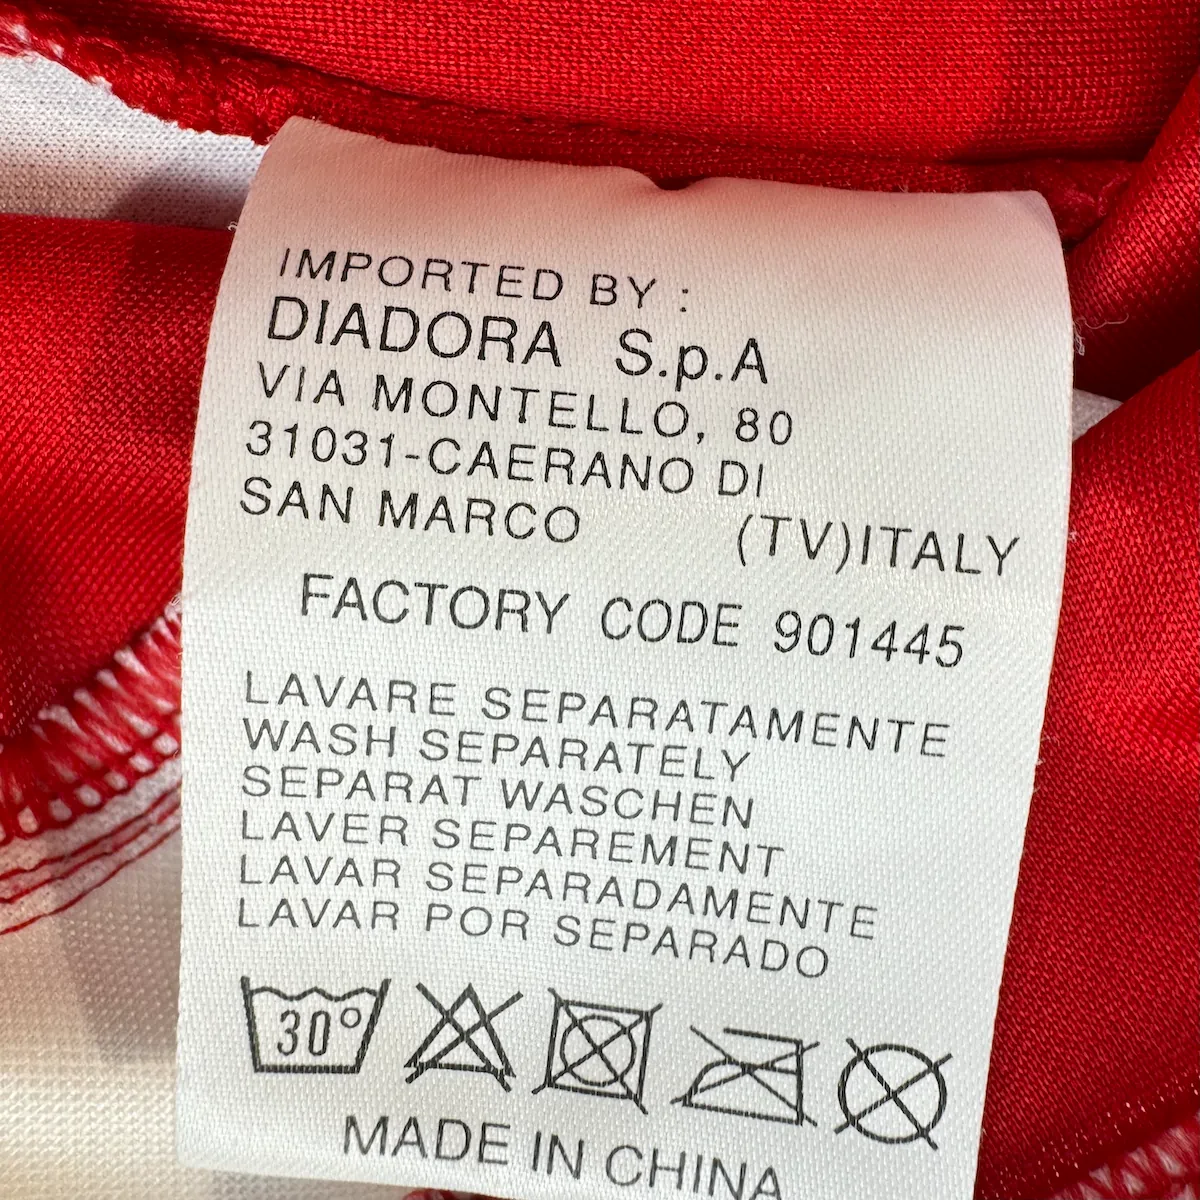 IMPORTED BY :
DIADORA S.p.A
VIA MONTELLO, 80
31031-CAERANO DI
SAN MARCO (TV)ITALY
FACTORY CODE 901445
LAVARE SEPARATAMENTE
WASH SEPARATELY
SEPARAT WASCHEN
LAVER SEPAREMENT
LAVAR SEPARADAMENTE
LAVAR POR SEPARADO
30°
MADE IN CHINA